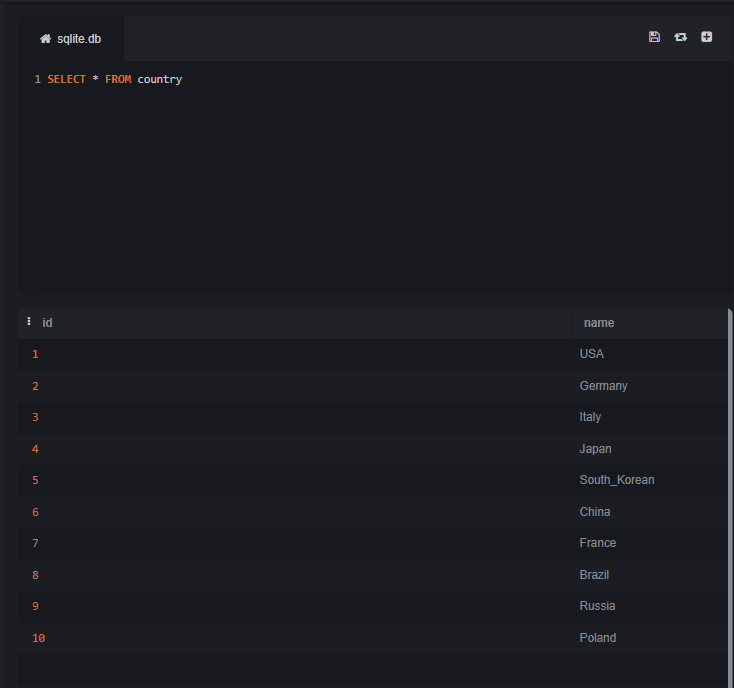 sqlite.db
1 SELECT * FROM country
id name
1 USA
2 Germany
3 Italy
4 Japan
5 South_Korean
6 China
7 France
8 Brazil
9 Russia
10 Poland